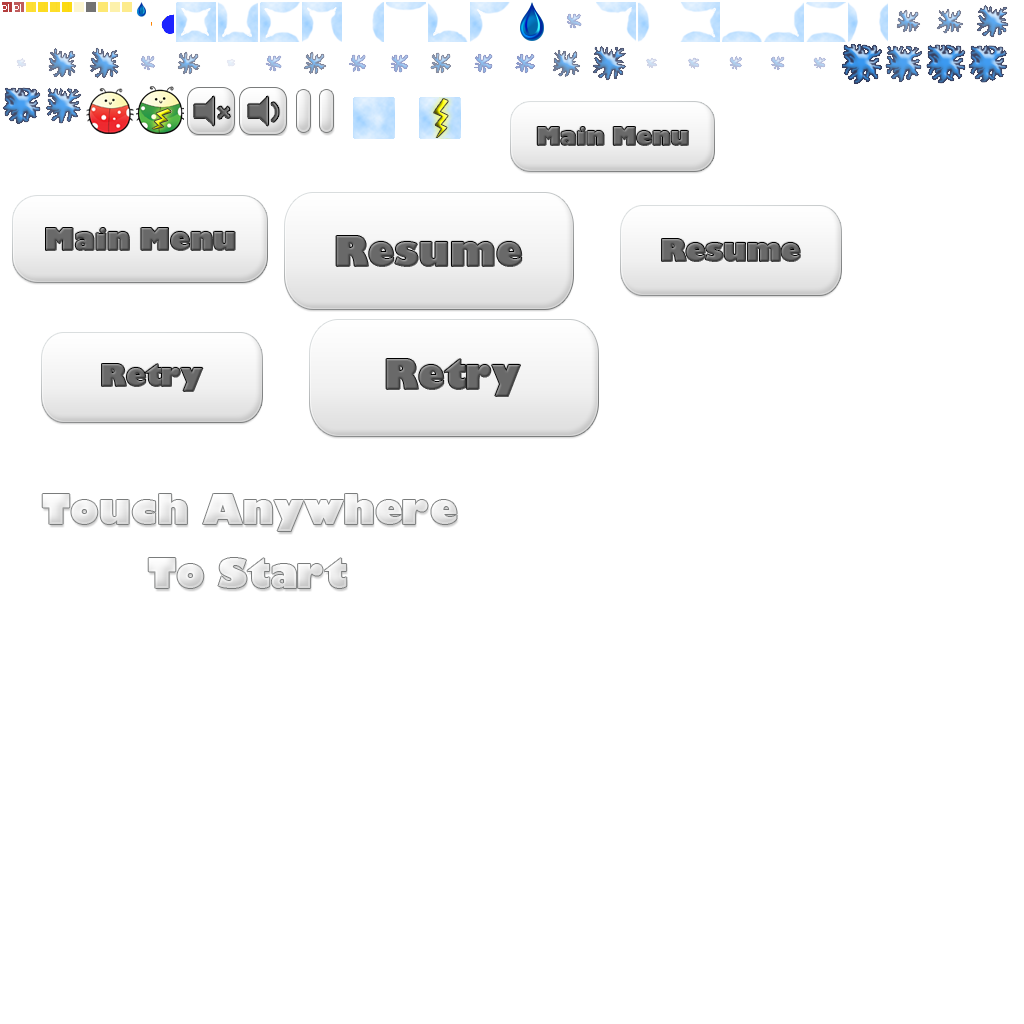 Main Menu
Main Menu
Resume
Resume
Retry
Retry
Touch Anywhere
To Start